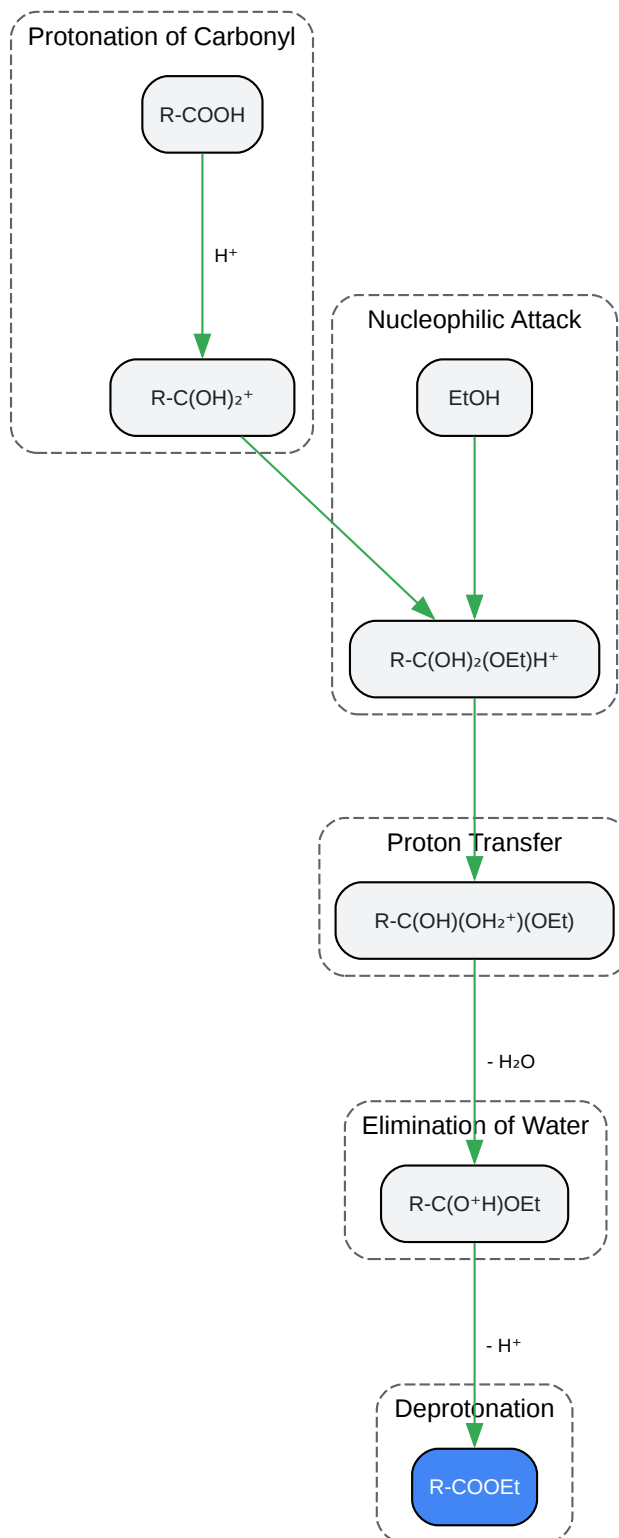 Protonation of Carbonyl
R-COOH
H⁺
Nucleophilic Attack
R-C(OH)₂⁺
EtOH
R-C(OH)₂(OEt)H⁺
Proton Transfer
R-C(OH)(OH₂⁺)(OEt)
- H₂O
Elimination of Water
R-C(O⁺H)OEt
- H⁺
Deprotonation
R-COOEt